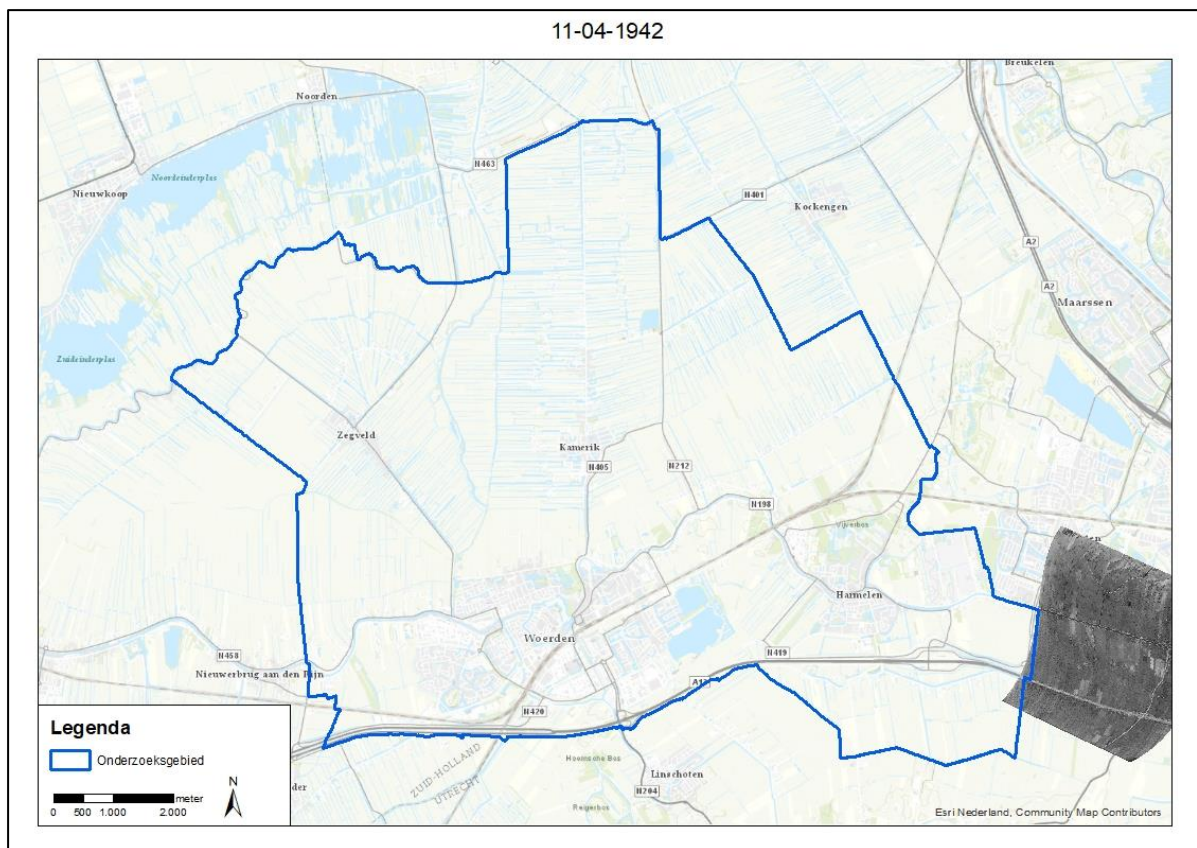 11-04-1942
Breukelen
Noorden
N463
Noordeinderplas
Nieuwkoop
N401
Kockengen
A2
A2
Maarssen
Zuideinderplas
Zegveld
Kamerik
N405
N212
N198
Vijverbos
Harmelen
Woerden
N458
Nieuwerbrug aan den Rijn
N419
A12
N420
ZUID-HOLLAND
UTRECHT
Linschoten
N204
Reigerbos
Legenda
Onderzoeksgebied
N
meter
0 500 1.000 2.000
Esri Nederland, Community Map Contributors